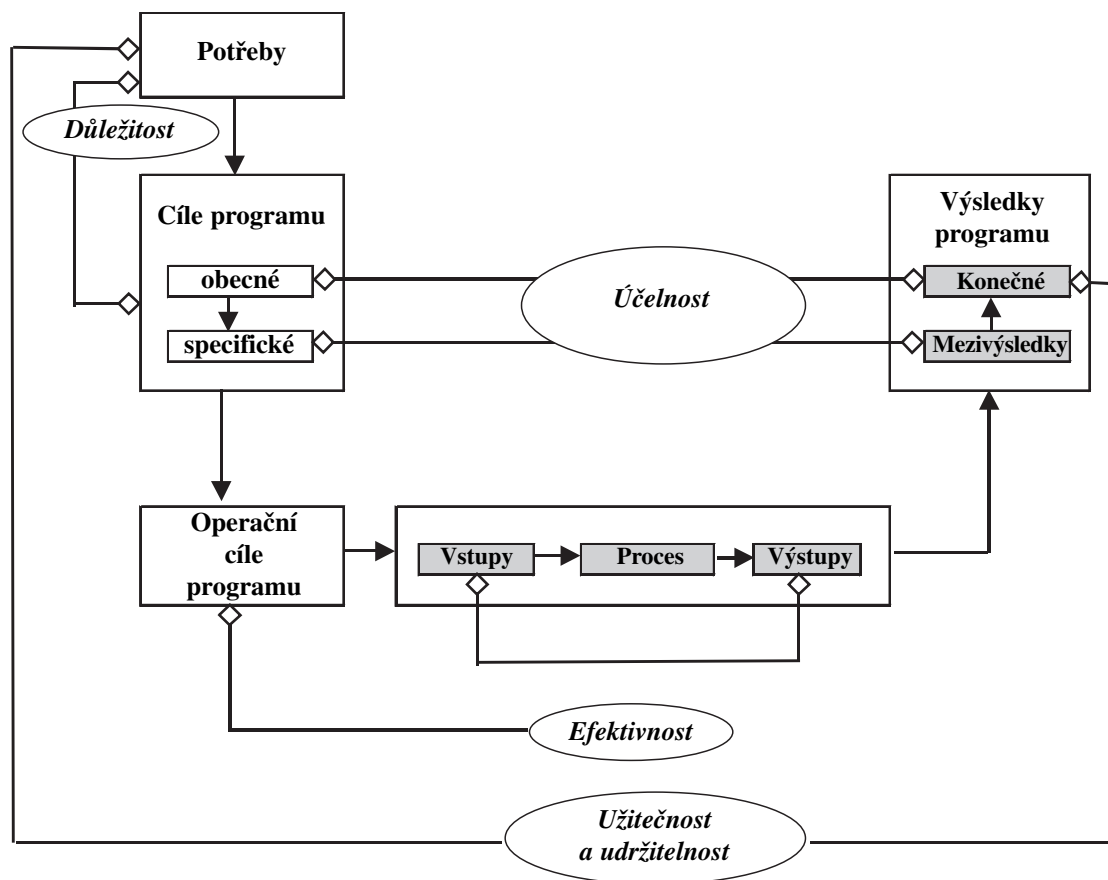 Potřeby
Důležitost
Cíle programu
obecné
specifické
Účelnost
Výsledky
programu
Konečné
Mezivýsledky
Operační
cíle
programu
Vstupy
Proces
Výstupy
Efektivnost
Užitečnost
a udržitelnost